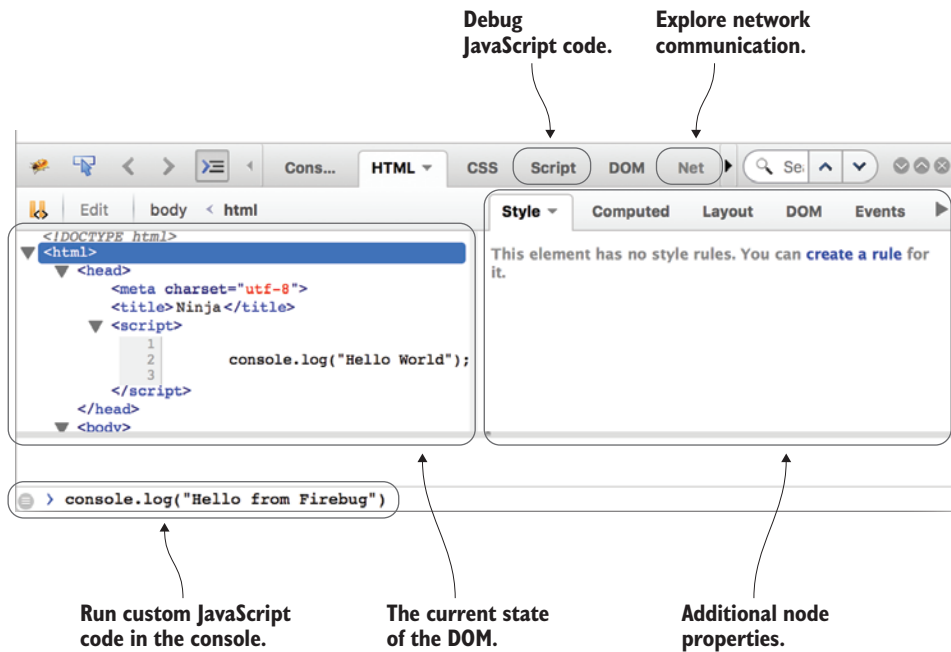 Debug
JavaScript code.
Explore network
communication.
Cons...
HTML
CSS
Script
DOM
Net
Se
Edit
body < html
Style
Computed
Layout
DOM
Events
<!DOCTYPE html>
<html>
<head>
<meta charset="utf-8">
<title>Ninja</title>
<script>
1
2 console.log("Hello World");
3
</script>
</head>
<body>
This element has no style rules. You can create a rule for
it.
> console.log("Hello from Firebug")
Run custom JavaScript
code in the console.
The current state
of the DOM.
Additional node
properties.